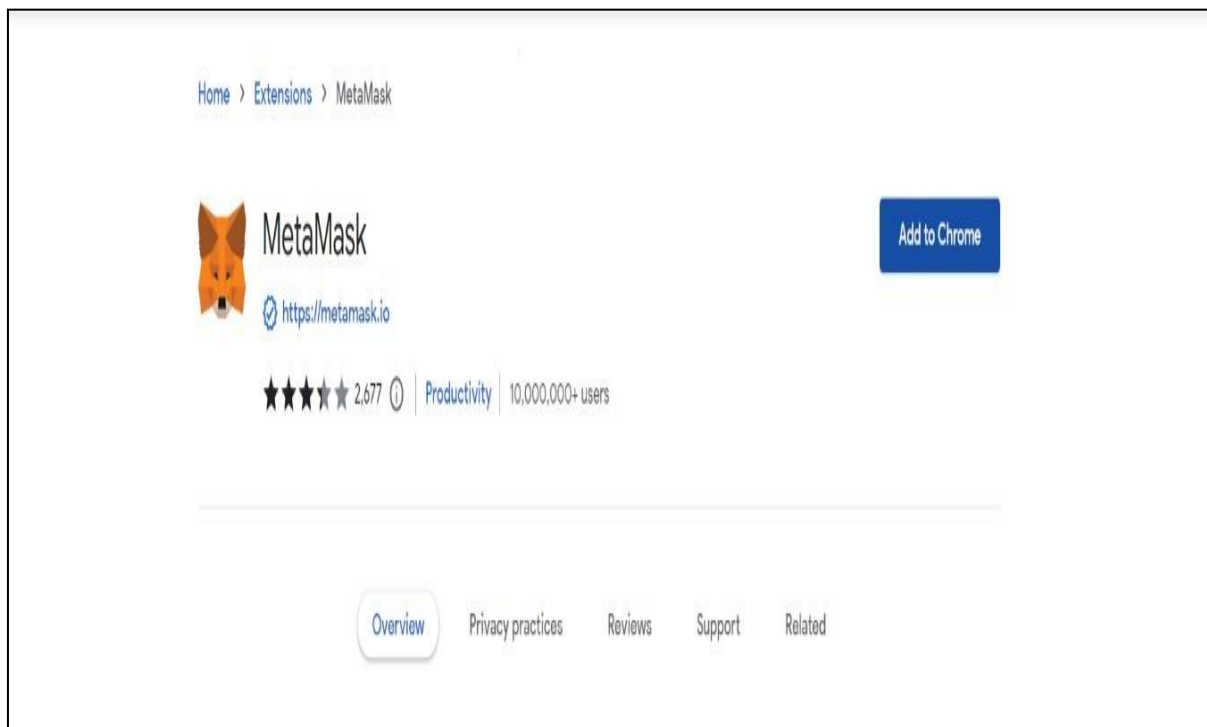 Home > Extensions > MetaMask
MetaMask
Add to Chrome
https://metamask.io
2,677 | Productivity | 10,000,000+ users
Overview Privacy practices Reviews Support Related